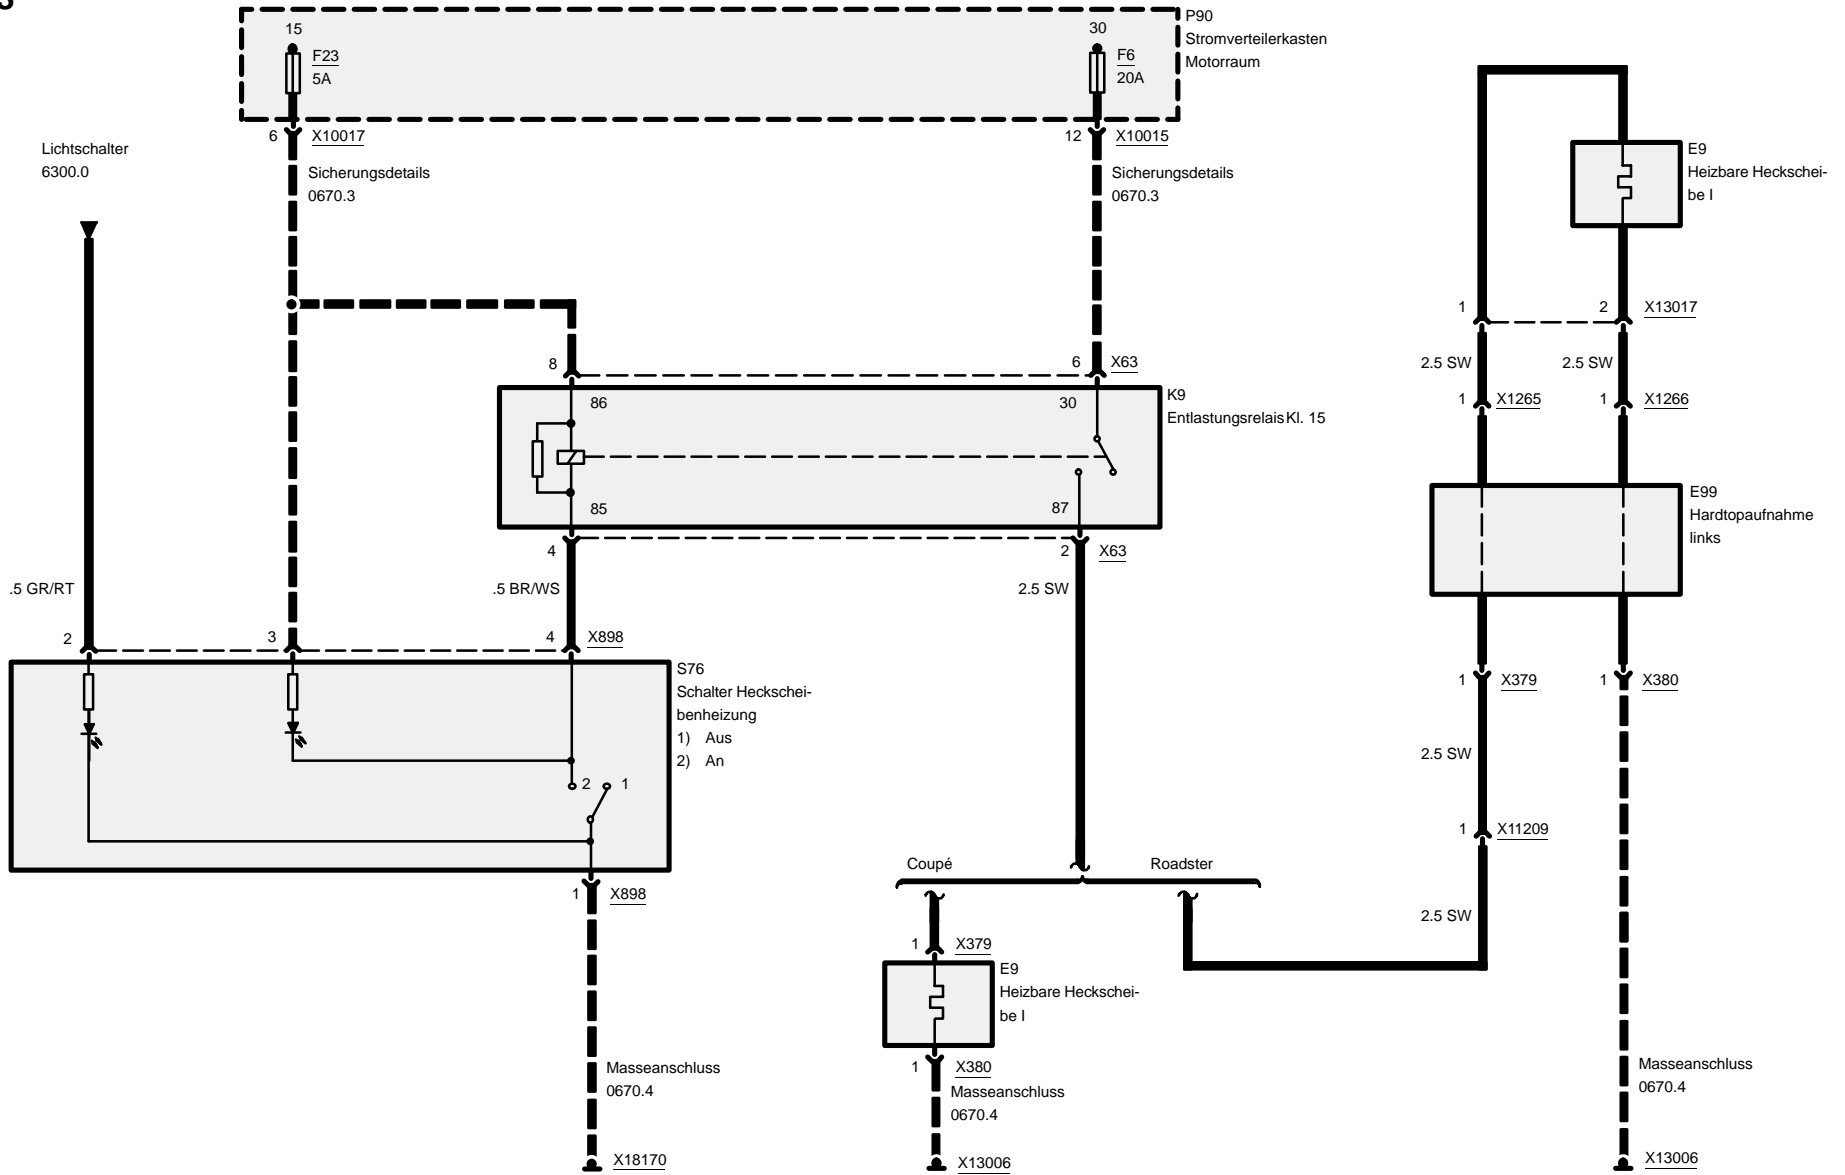 P90
Stromverteilerkasten
Motorraum
15
F23
5A
30
F6
20A
6 X10017
12 X10015
Lichtschalter
6300.0
Sicherungsdetails
0670.3
Sicherungsdetails
0670.3
E9
Heizbare Heckschei-
be I
1 2 X13017
2.5 SW 2.5 SW
1 X1265 1 X1266
8 6 X63
K9
Entlastungsrelais Kl. 15
86 30
85 87
4 2 X63
.5 GR/RT .5 BR/WS 2.5 SW
E99
Hardtopaufnahme
links
2 3 4 X898
S76
Schalter Heckschei-
benheizung
1) Aus
2) An
2 1
1 X379 1 X380
2.5 SW
1 X11209
Coupé Roadster
1 X898
2.5 SW
1 X379
E9
Heizbare Heckschei-
be I
1 X380
Masseanschluss
0670.4
Masseanschluss
0670.4
Masseanschluss
0670.4
X18170
X13006
X13006